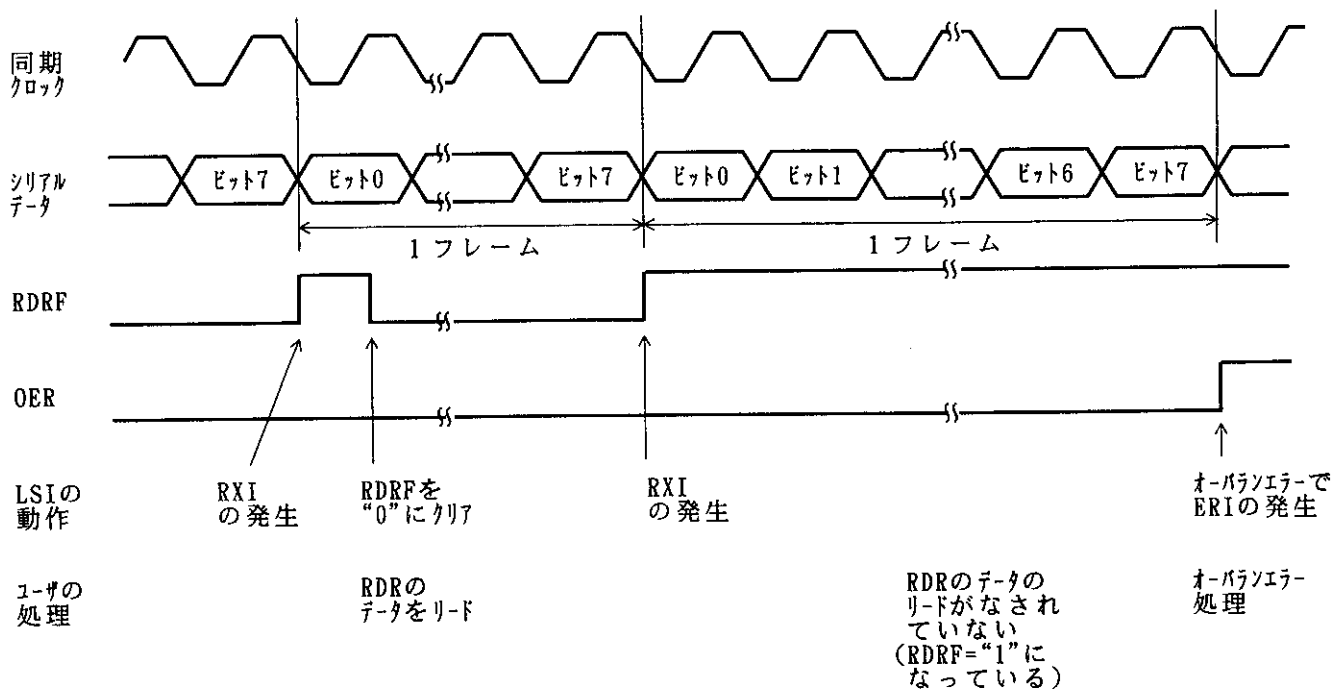 同期
クロック
シリアル
データ
ビット7
ビット0
ビット7
ビット0
ビット1
ビット6
ビット7
1フレーム
1フレーム
RDRF
OER
LSIの
動作
RXI
の発生
RDRFを
“0”にクリア
RXI
の発生
オーバランエラーで
ERIの発生
ユーザの
処理
RDRの
データをリード
RDRのデータの
リードがなされ
ていない
(RDRF=“1”に
なっている)
オーバランエラー
処理